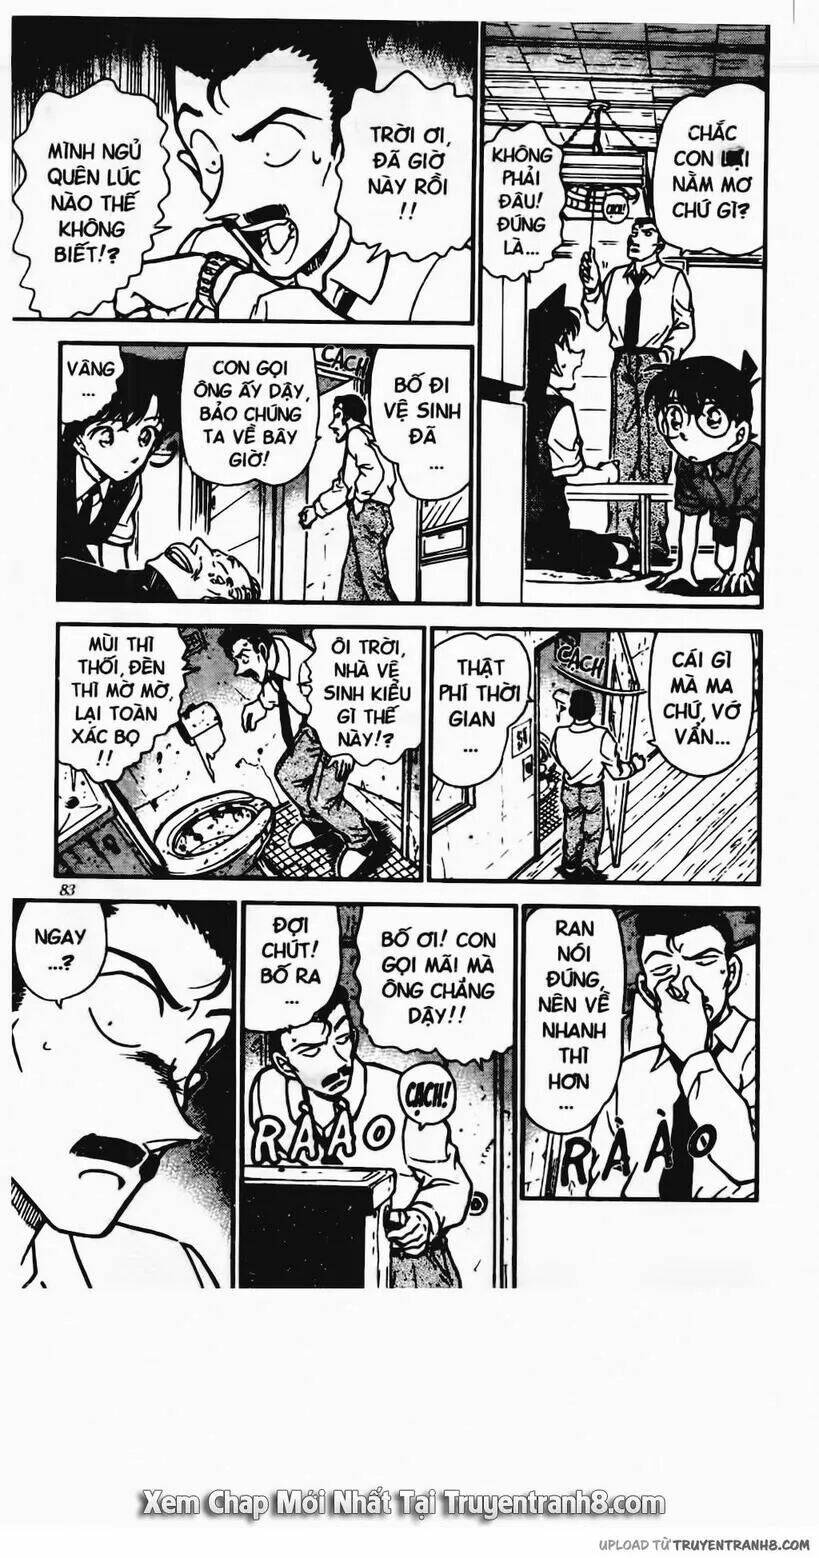 CHẮC
CON LẠI
NẰM MƠ
CHỨ GÌ?
KHÔNG
PHẢI
ĐÂU!
ĐÚNG
LÀ...
CẠCH!
TRỜI ƠI,
ĐÃ GIỜ
NÀY RỒI
!!
MÌNH NGỦ
QUÊN LÚC
NÀO THẾ
KHÔNG
BIẾT!?
BỐ ĐI
VỆ SINH
ĐÃ
...
CẠCH
CON GỌI
ÔNG ẤY DẬY,
BẢO CHÚNG
TA VỀ BÂY
GIỜ!
VÂNG
...
CÁI GÌ
MÀ MA
CHỨ, VỚ
VẨN...
CẠCH
THẬT
PHÍ THỜI
GIAN
...
ÔI TRỜI,
NHÀ VỆ
SINH KIỂU
GÌ THẾ
NÀY!?
MÙI THÌ
THỐI, ĐÈN
THÌ MỜ MỜ,
LẠI TOÀN
XÁC BỌ
!!
83
RAN
NÓI
ĐÚNG,
NÊN VỀ
NHANH
THÌ
HƠN
...
RÀÀO
BỐ ƠI! CON
GỌI MÃI MÀ
ÔNG CHẲNG
DẬY!!
ĐỢI
CHÚT!
BỐ RA
...
CẠCH!
RÀÀO
NGAY
...?
Xem Chap Mới Nhất Tại Truyentranh8.com
UPLOAD TỪ TRUYENTRANH8.COM